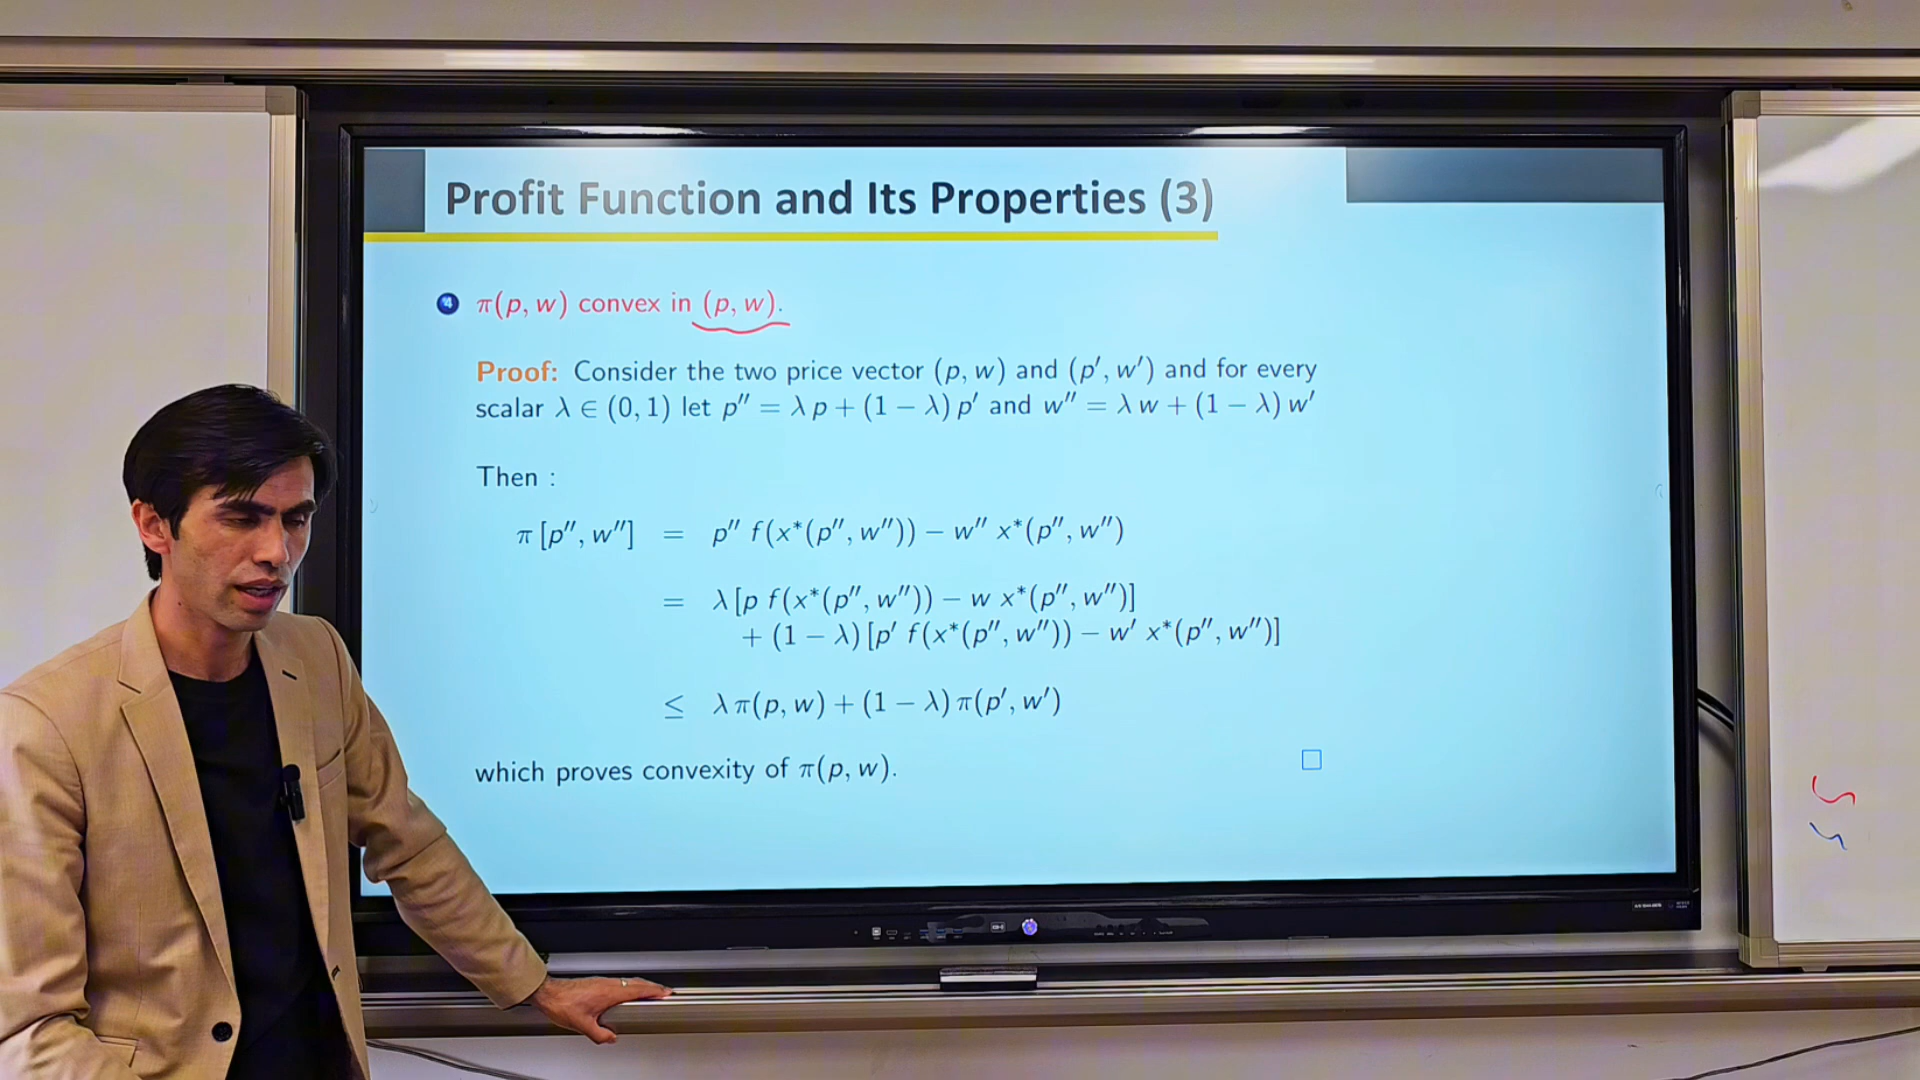 Profit Function and Its Properties (3)
4 π(p, w) convex in (p, w).
Proof: Consider the two price vector (p, w) and (p′, w′) and for every
scalar λ ∈ (0, 1) let p″ = λ p + (1 − λ) p′ and w″ = λ w + (1 − λ) w′
Then :
π [p″, w″] = p″ f(x*(p″, w″)) − w″ x*(p″, w″)
= λ [p f(x*(p″, w″)) − w x*(p″, w″)]
+ (1 − λ) [p′ f(x*(p″, w″)) − w′ x*(p″, w″)]
≤ λ π(p, w) + (1 − λ) π(p′, w′)
which proves convexity of π(p, w). □